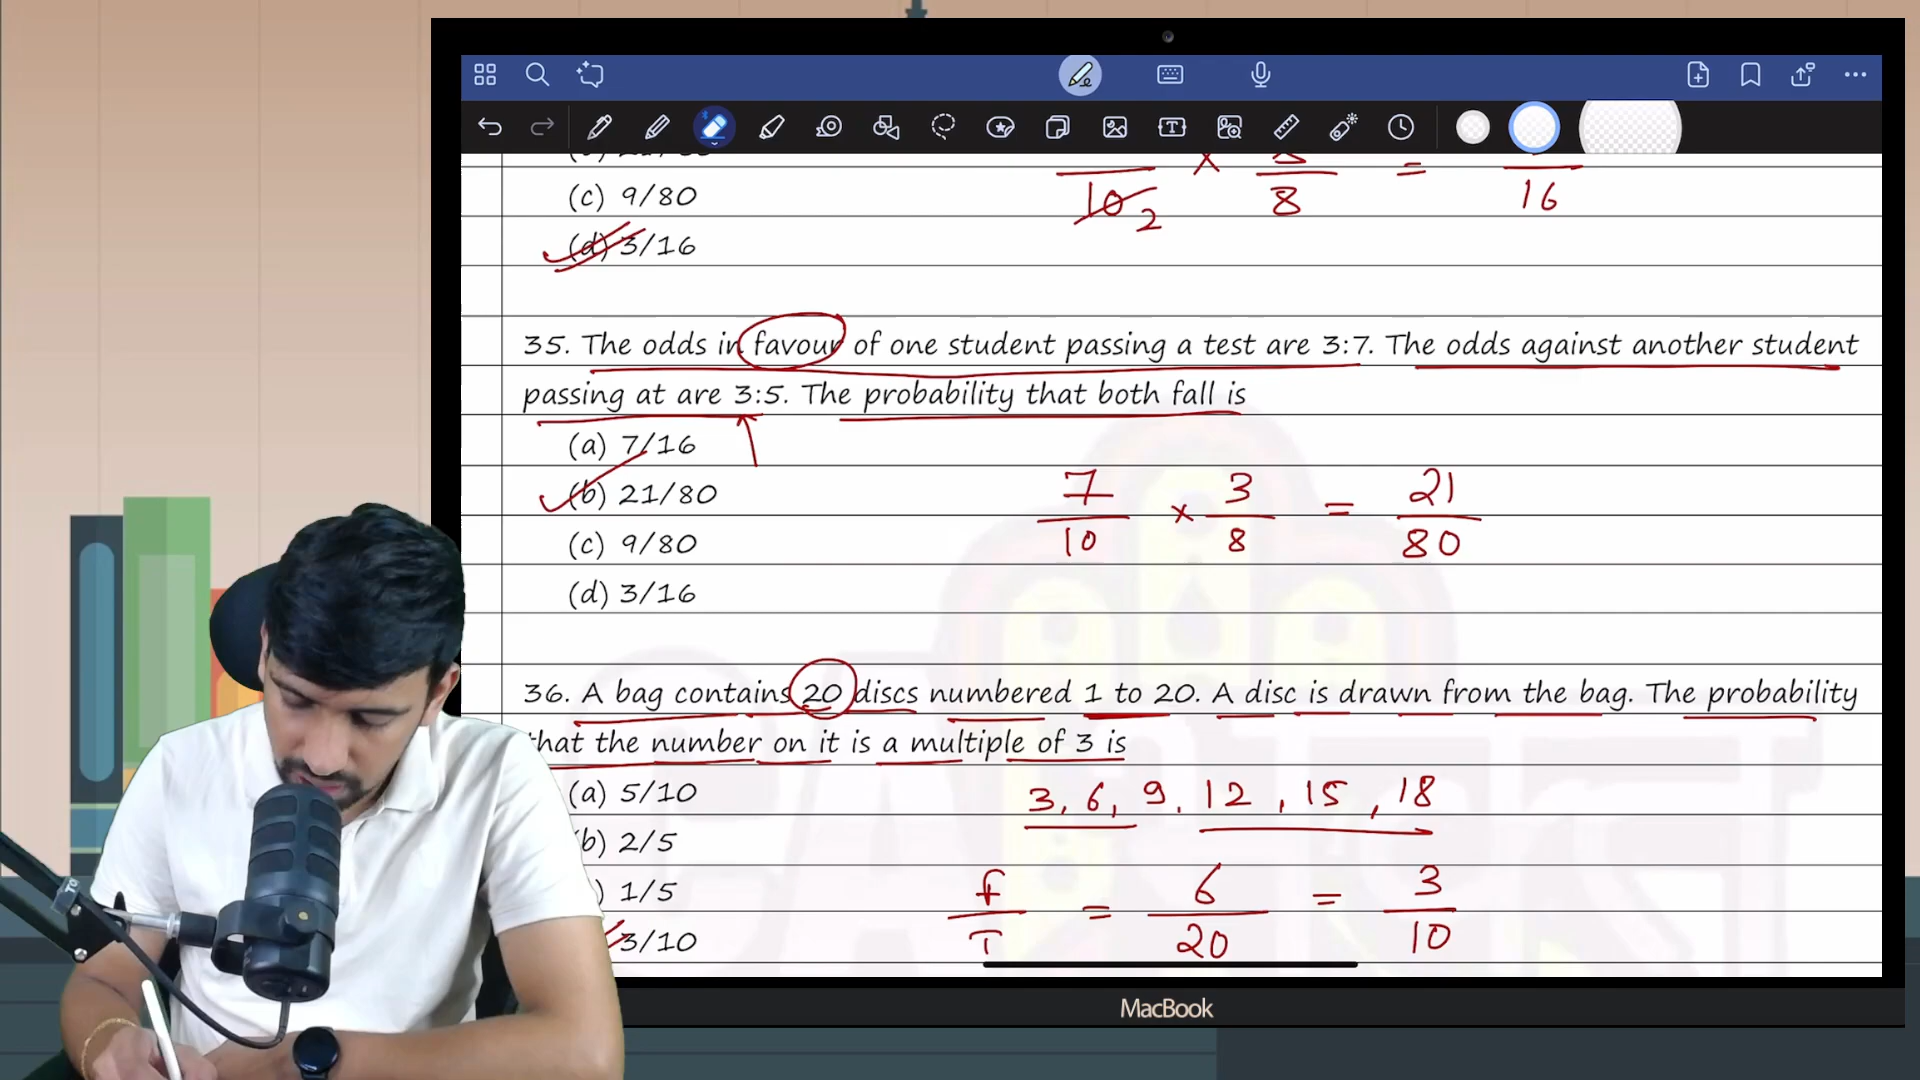 (c) 9/80
(d) 3/16
10 2 × 8 = 16
35. The odds in favour of one student passing a test are 3:7. The odds against another student
passing at are 3:5. The probability that both fall is
(a) 7/16
(b) 21/80
(c) 9/80
(d) 3/16
7/10 × 3/8 = 21/80
36. A bag contains 20 discs numbered 1 to 20. A disc is drawn from the bag. The probability
that the number on it is a multiple of 3 is
(a) 5/10
b) 2/5
) 1/5
3/10
3, 6, 9, 12, 15, 18
f/T = 6/20 = 3/10
MacBook